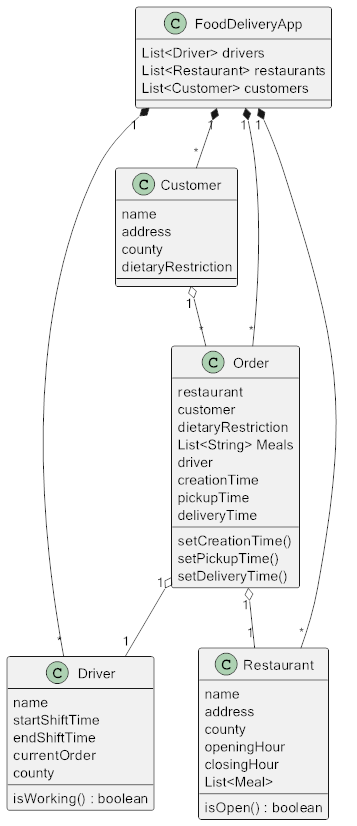 C FoodDeliveryApp
List<Driver> drivers
List<Restaurant> restaurants
List<Customer> customers
1 1 1 1
*
C Customer
name
address
county
dietaryRestriction
1
* *
C Order
restaurant
customer
dietaryRestriction
List<String> Meals
driver
creationTime
pickupTime
deliveryTime
setCreationTime()
setPickupTime()
setDeliveryTime()
1 1
* 1 1 *
C Driver
name
startShiftTime
endShiftTime
currentOrder
county
isWorking() : boolean
C Restaurant
name
address
county
openingHour
closingHour
List<Meal>
isOpen() : boolean